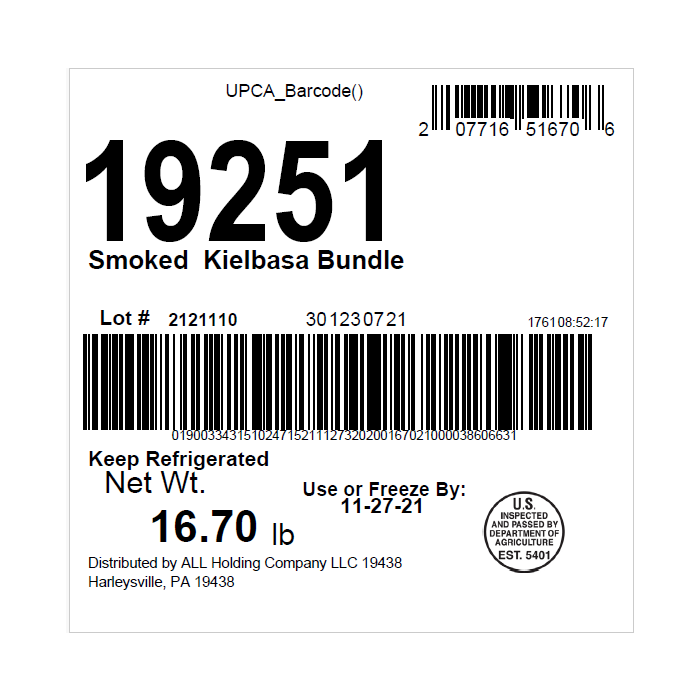 UPCA_Barcode()
2 07716 51670 6
19251
Smoked Kielbasa Bundle
Lot # 2121110 301230721 176108:52:17
019003343151024715211127320200167021000038606631
Keep Refrigerated
Net Wt.
Use or Freeze By:
11-27-21
16.70 lb
U.S.
INSPECTED
AND PASSED BY
DEPARTMENT OF
AGRICULTURE
EST. 5401
Distributed by ALL Holding Company LLC 19438
Harleysville, PA 19438